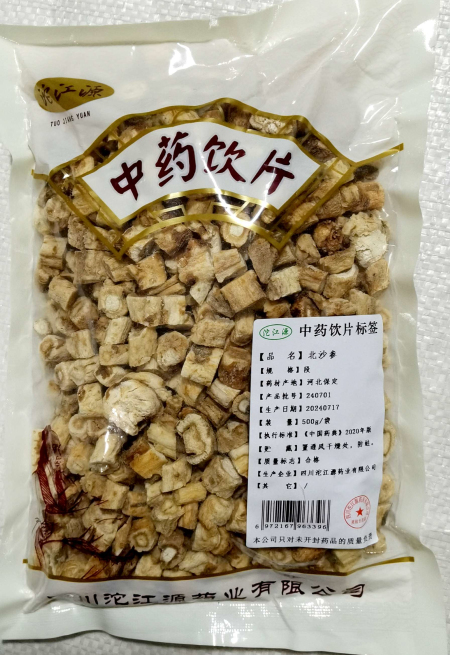 沱江源
TUO JIANG YUAN
中药饮片
沱江源 中药饮片标签
【品 名】北沙参
【规 格】段
【药材产地】河北保定
【产品批号】240701
【生产日期】20240717
【装 量】500g/袋
【执行标准】《中国药典》2020年版
【贮 藏】置通风干燥处，防蛀。
【质量标志】合格
【生产企业】四川沱江源药业有限公司
【其 它】/
6972167963396
本公司只对未开封药品的质量负责
川沱江源药业有限公司